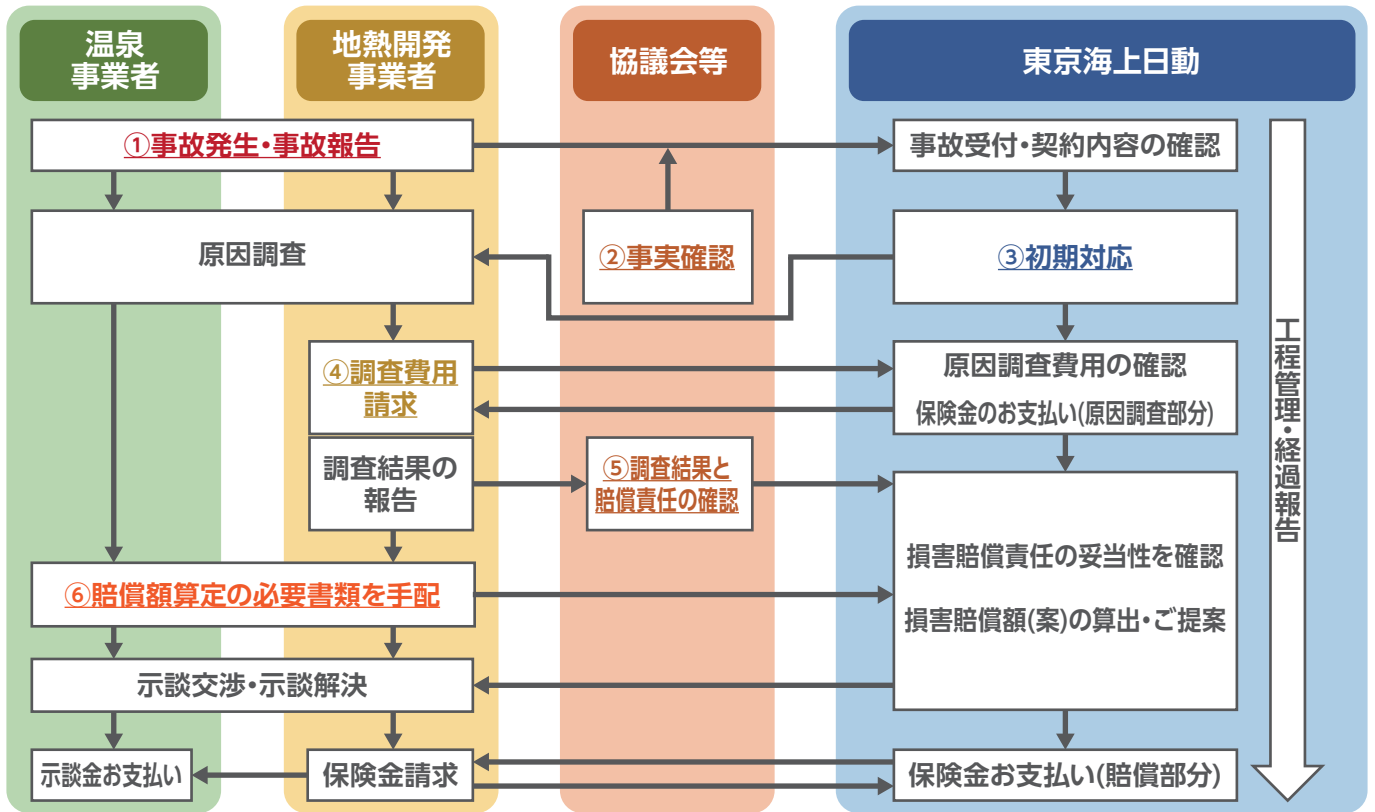 温泉
事業者
地熱開発
事業者
協議会等
東京海上日動
①事故発生・事故報告
事故受付・契約内容の確認
原因調査
②事実確認
③初期対応
④調査費用
請求
原因調査費用の確認
保険金のお支払い(原因調査部分)
調査結果の
報告
⑤調査結果と
賠償責任の確認
損害賠償責任の妥当性を確認
損害賠償額(案)の算出・ご提案
⑥賠償額算定の必要書類を手配
示談交渉・示談解決
示談金お支払い
保険金請求
保険金お支払い(賠償部分)
工程管理・経過報告